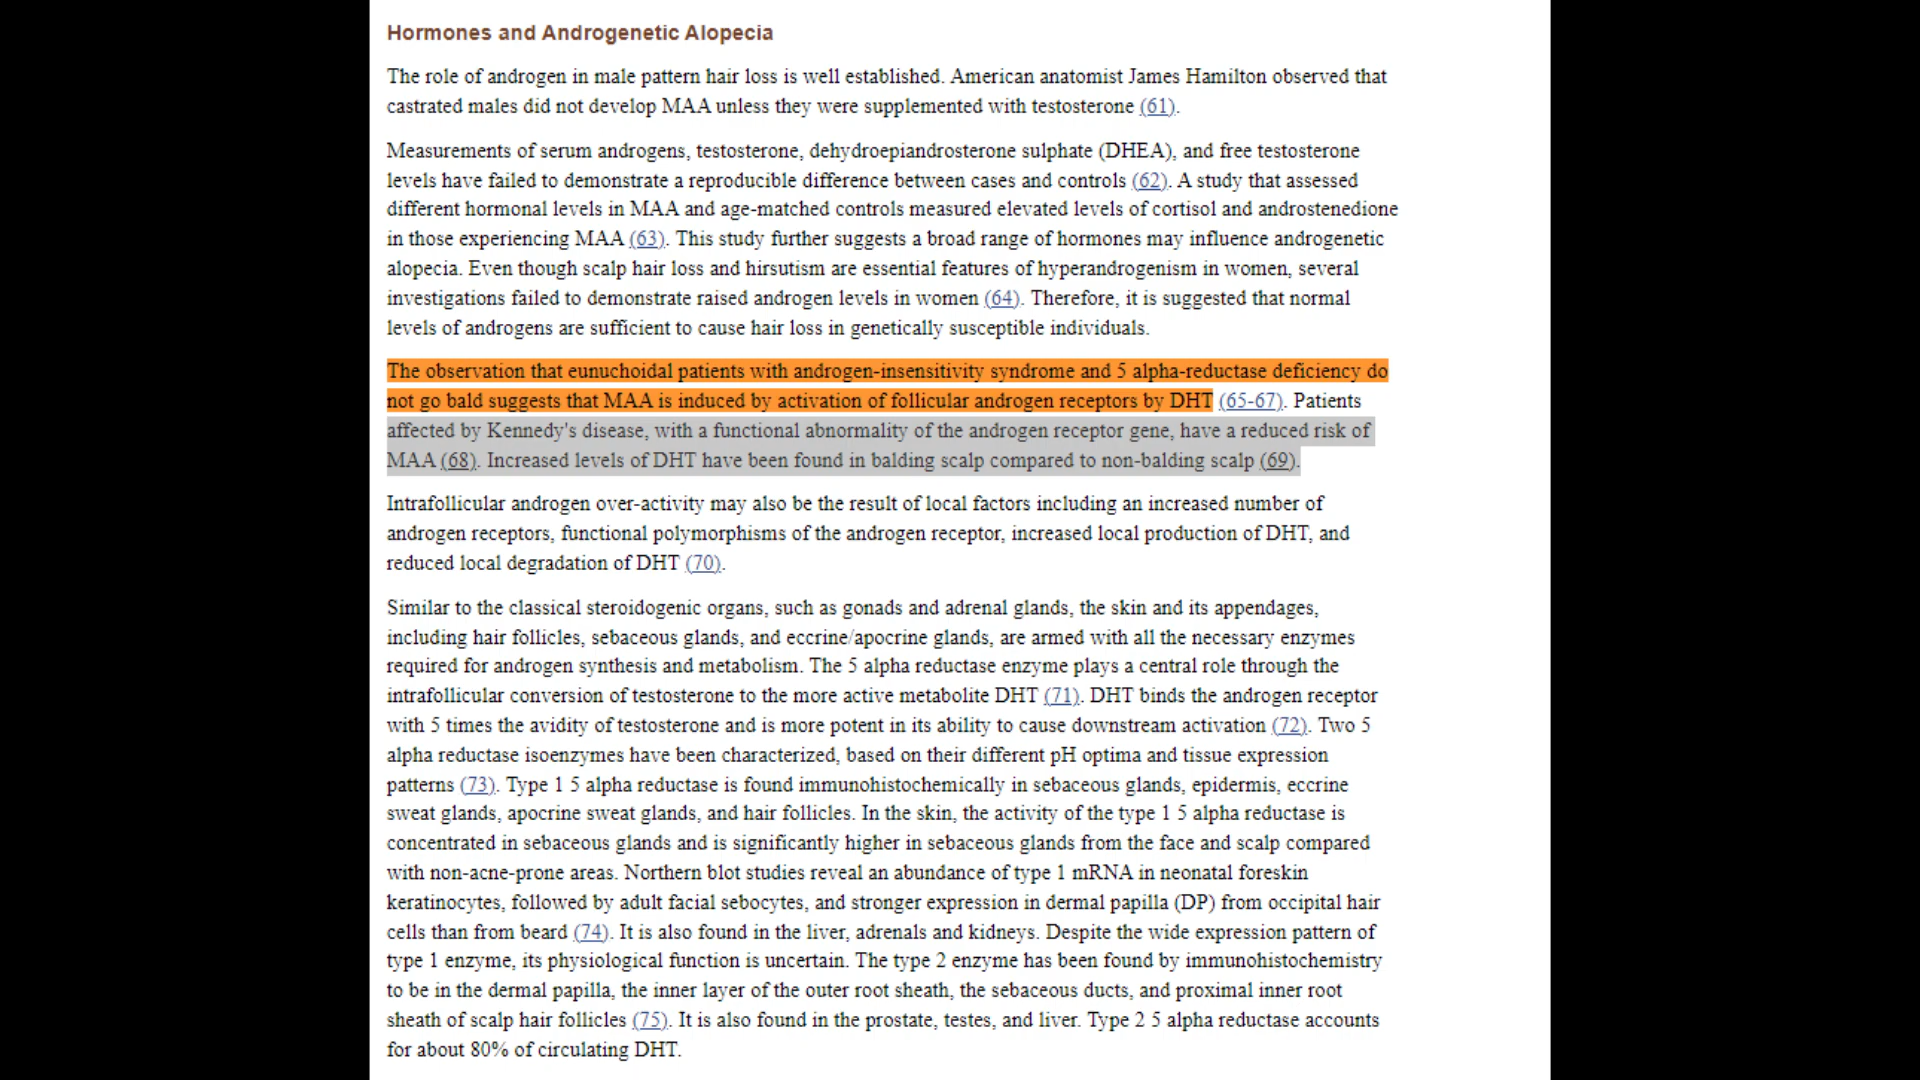 Hormones and Androgenetic Alopecia
The role of androgen in male pattern hair loss is well established. American anatomist James Hamilton observed that
castrated males did not develop MAA unless they were supplemented with testosterone (61).
Measurements of serum androgens, testosterone, dehydroepiandrosterone sulphate (DHEA), and free testosterone
levels have failed to demonstrate a reproducible difference between cases and controls (62). A study that assessed
different hormonal levels in MAA and age-matched controls measured elevated levels of cortisol and androstenedione
in those experiencing MAA (63). This study further suggests a broad range of hormones may influence androgenetic
alopecia. Even though scalp hair loss and hirsutism are essential features of hyperandrogenism in women, several
investigations failed to demonstrate raised androgen levels in women (64). Therefore, it is suggested that normal
levels of androgens are sufficient to cause hair loss in genetically susceptible individuals.
The observation that eunuchoidal patients with androgen-insensitivity syndrome and 5 alpha-reductase deficiency do
not go bald suggests that MAA is induced by activation of follicular androgen receptors by DHT (65-67). Patients
affected by Kennedy's disease, with a functional abnormality of the androgen receptor gene, have a reduced risk of
MAA (68). Increased levels of DHT have been found in balding scalp compared to non-balding scalp (69).
Intrafollicular androgen over-activity may also be the result of local factors including an increased number of
androgen receptors, functional polymorphisms of the androgen receptor, increased local production of DHT, and
reduced local degradation of DHT (70).
Similar to the classical steroidogenic organs, such as gonads and adrenal glands, the skin and its appendages,
including hair follicles, sebaceous glands, and eccrine/apocrine glands, are armed with all the necessary enzymes
required for androgen synthesis and metabolism. The 5 alpha reductase enzyme plays a central role through the
intrafollicular conversion of testosterone to the more active metabolite DHT (71). DHT binds the androgen receptor
with 5 times the avidity of testosterone and is more potent in its ability to cause downstream activation (72). Two 5
alpha reductase isoenzymes have been characterized, based on their different pH optima and tissue expression
patterns (73). Type 1 5 alpha reductase is found immunohistochemically in sebaceous glands, epidermis, eccrine
sweat glands, apocrine sweat glands, and hair follicles. In the skin, the activity of the type 1 5 alpha reductase is
concentrated in sebaceous glands and is significantly higher in sebaceous glands from the face and scalp compared
with non-acne-prone areas. Northern blot studies reveal an abundance of type 1 mRNA in neonatal foreskin
keratinocytes, followed by adult facial sebocytes, and stronger expression in dermal papilla (DP) from occipital hair
cells than from beard (74). It is also found in the liver, adrenals and kidneys. Despite the wide expression pattern of
type 1 enzyme, its physiological function is uncertain. The type 2 enzyme has been found by immunohistochemistry
to be in the dermal papilla, the inner layer of the outer root sheath, the sebaceous ducts, and proximal inner root
sheath of scalp hair follicles (75). It is also found in the prostate, testes, and liver. Type 2 5 alpha reductase accounts
for about 80% of circulating DHT.